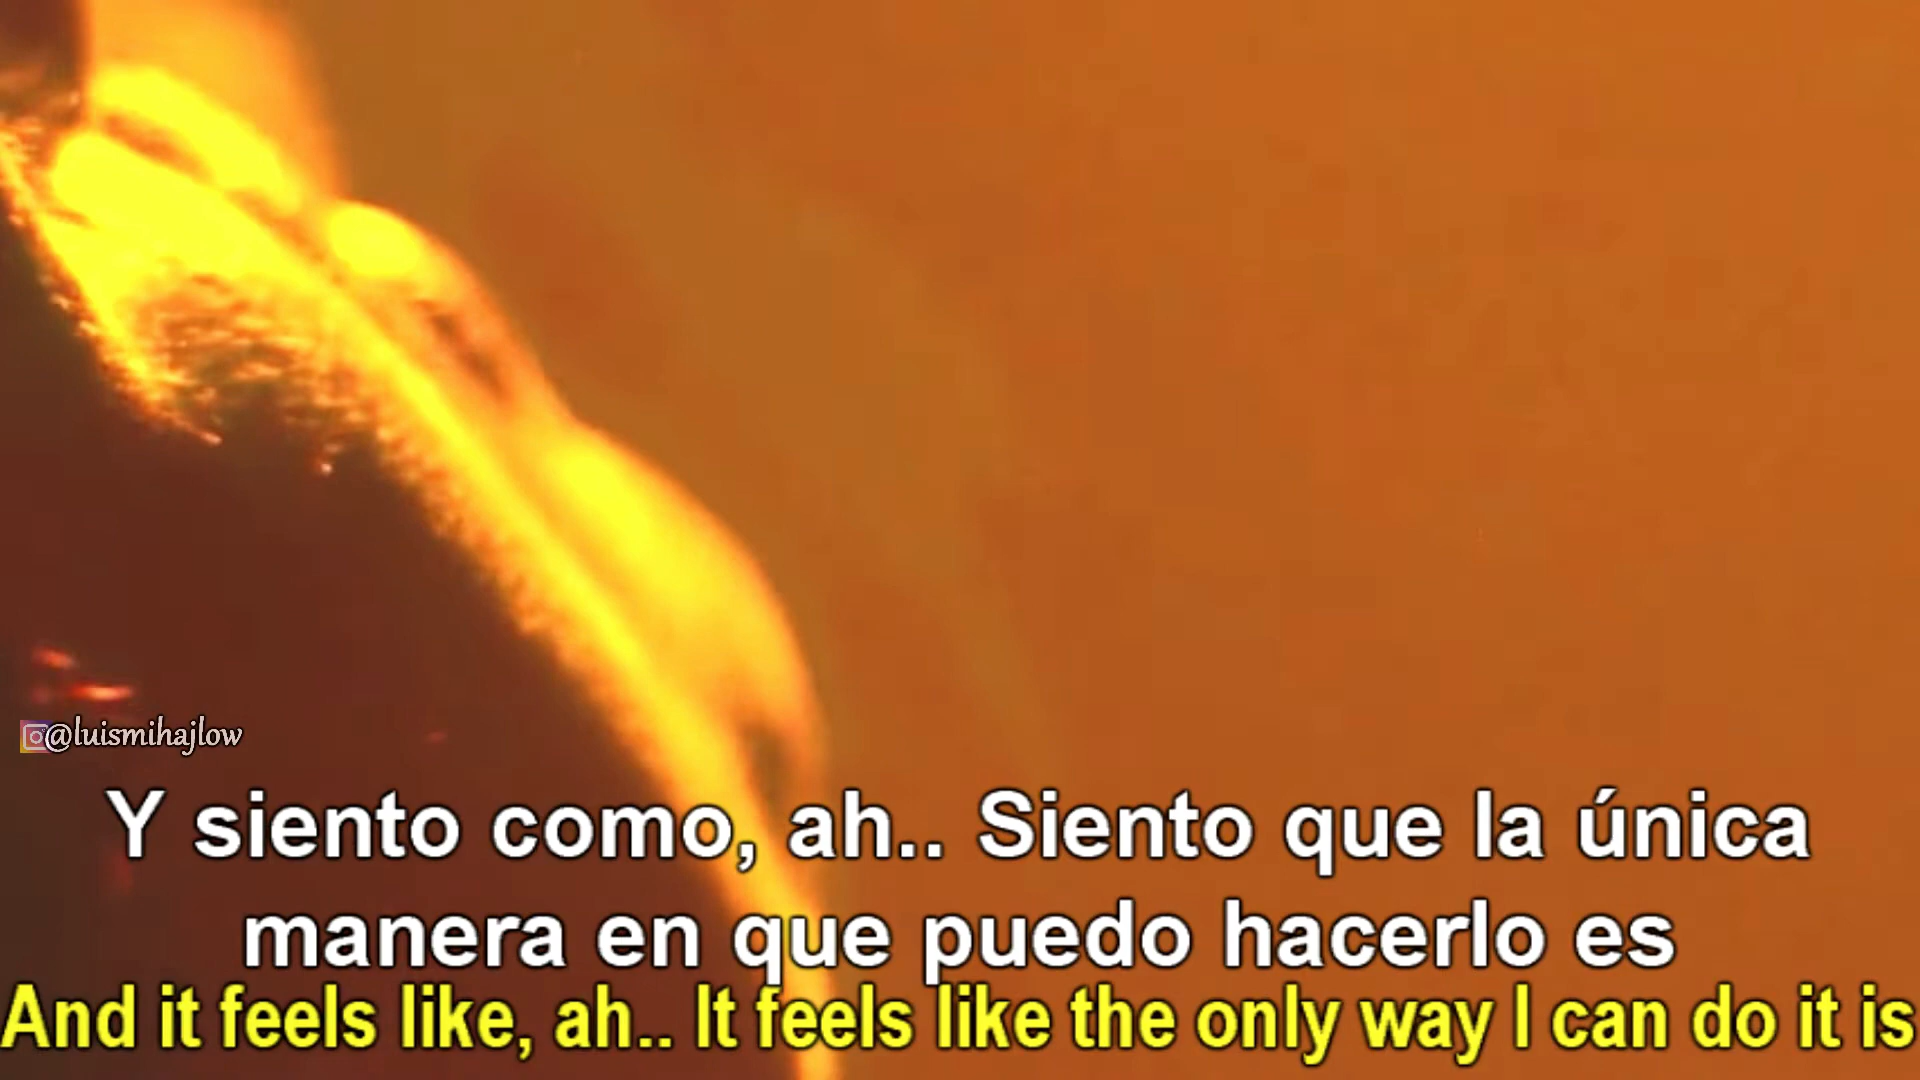 @luismihajlow
Y siento como, ah.. Siento que la única
manera en que puedo hacerlo es
And it feels like, ah.. It feels like the only way I can do it is